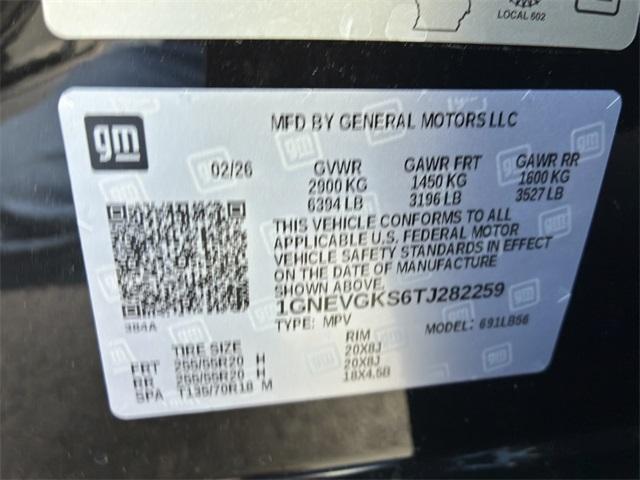 LOCAL 602
gm
MFD BY GENERAL MOTORS LLC
02/26 GVWR GAWR FRT GAWR RR
2900 KG 1450 KG 1600 KG
6394 LB 3196 LB 3527 LB
THIS VEHICLE CONFORMS TO ALL
APPLICABLE U.S. FEDERAL MOTOR
VEHICLE SAFETY STANDARDS IN EFFECT
ON THE DATE OF MANUFACTURE
SHOWN ABOVE.
1GNEVGKS6TJ282259
384A
TYPE: MPV MODEL: 691LB56
TIRE SIZE RIM
FRT 255/55R20 H 20X8J
RR 255/55R20 H 20X8J
SPA T135/70R18 M 18X4.5B